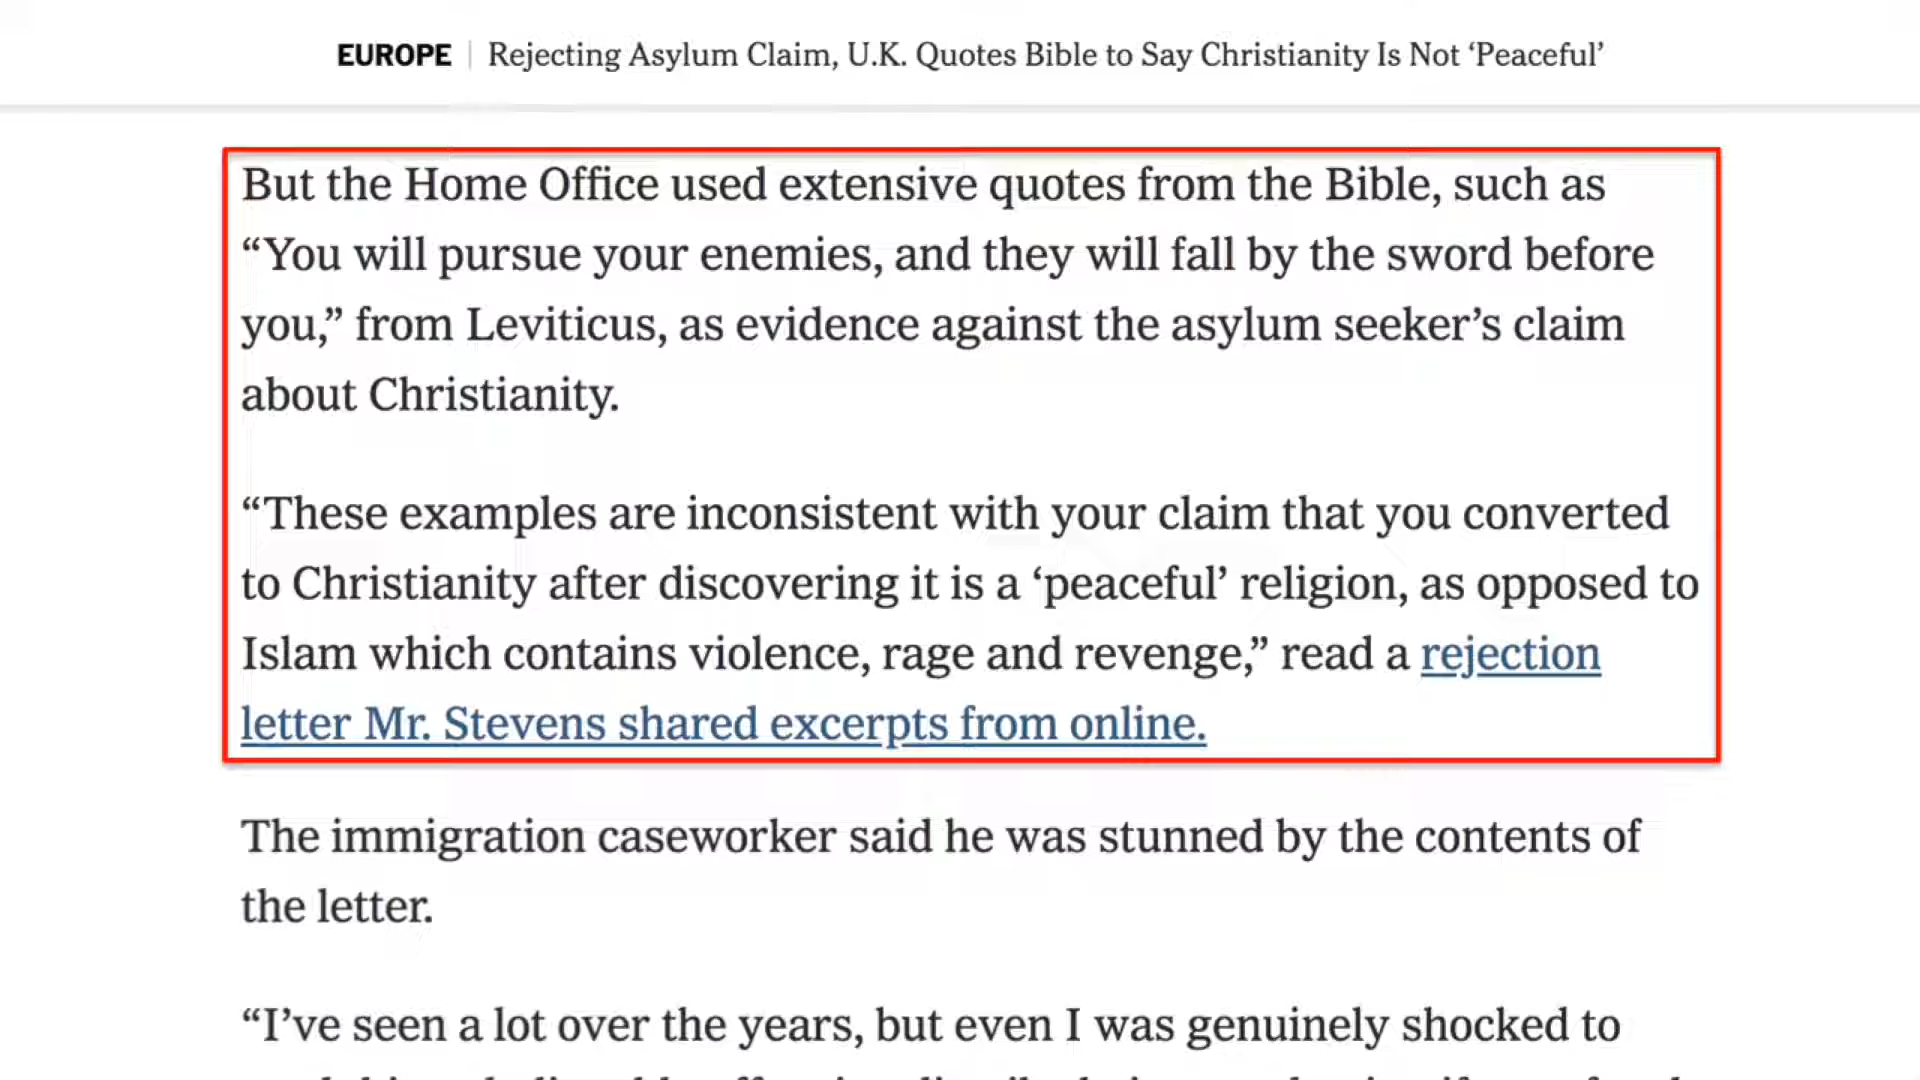 EUROPE | Rejecting Asylum Claim, U.K. Quotes Bible to Say Christianity Is Not ‘Peaceful’
But the Home Office used extensive quotes from the Bible, such as
“You will pursue your enemies, and they will fall by the sword before
you,” from Leviticus, as evidence against the asylum seeker’s claim
about Christianity.
“These examples are inconsistent with your claim that you converted
to Christianity after discovering it is a ‘peaceful’ religion, as opposed to
Islam which contains violence, rage and revenge,” read a rejection
letter Mr. Stevens shared excerpts from online.
The immigration caseworker said he was stunned by the contents of
the letter.
“I’ve seen a lot over the years, but even I was genuinely shocked to